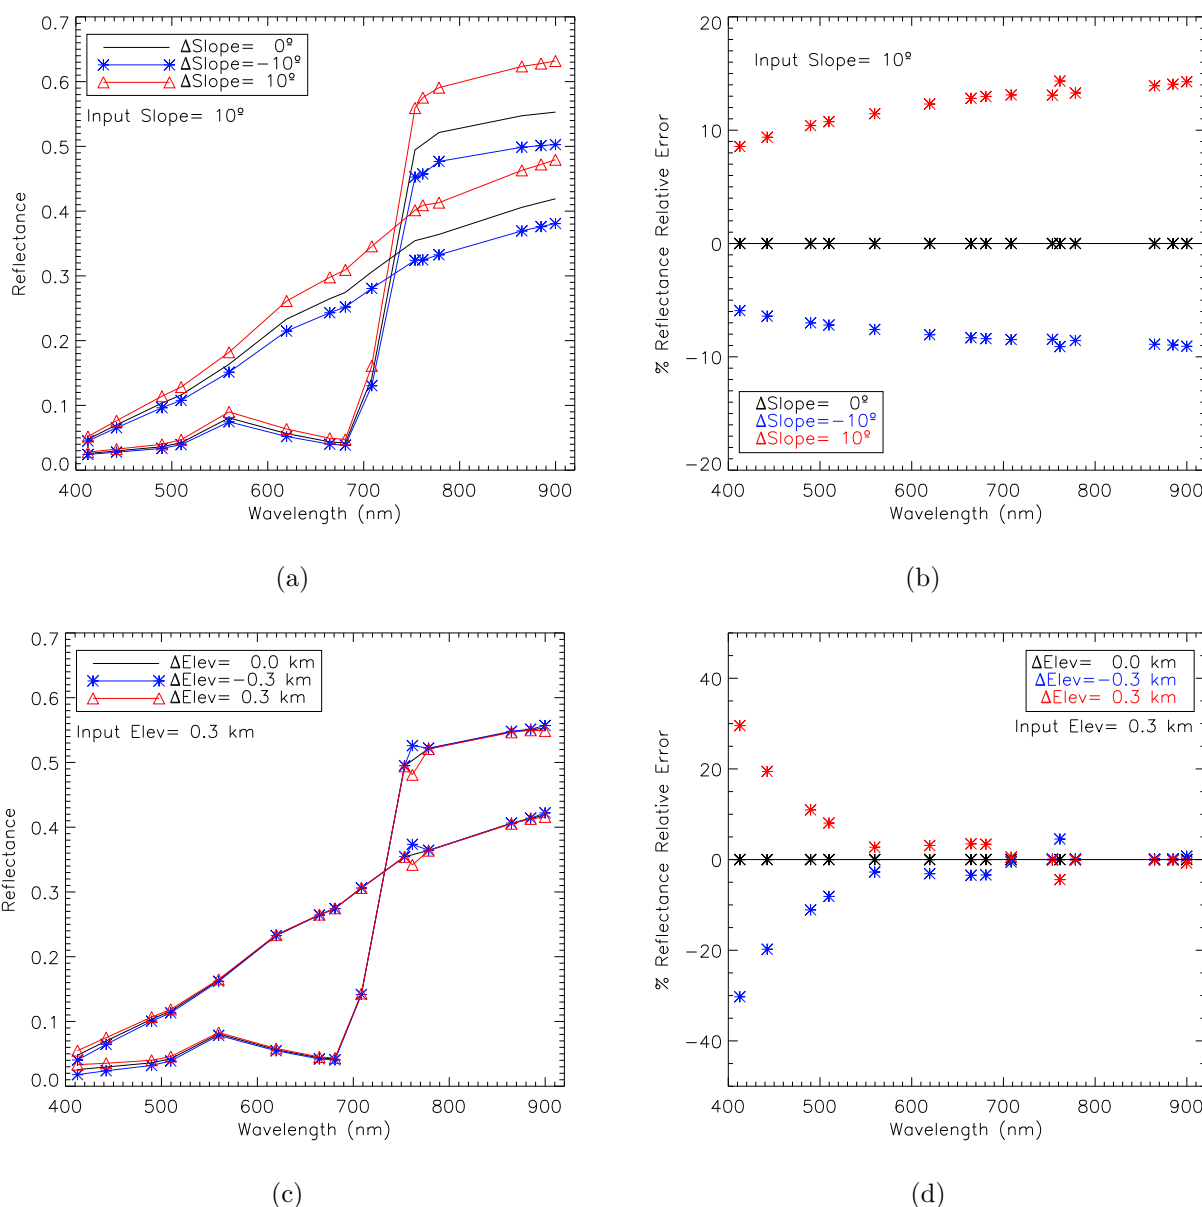 0.7
0.6
0.5
0.4
0.3
0.2
0.1
0.0
Reflectance
ΔSlope= 0º
ΔSlope=−10º
ΔSlope= 10º
Input Slope= 10º
400 500 600 700 800 900
Wavelength (nm)
(a)
20
10
0
−10
−20
% Reflectance Relative Error
Input Slope= 10º
ΔSlope= 0º
ΔSlope=−10º
ΔSlope= 10º
400 500 600 700 800 900
Wavelength (nm)
(b)
0.7
0.6
0.5
0.4
0.3
0.2
0.1
0.0
Reflectance
ΔElev= 0.0 km
ΔElev=−0.3 km
ΔElev= 0.3 km
Input Elev= 0.3 km
400 500 600 700 800 900
Wavelength (nm)
(c)
40
20
0
−20
−40
% Reflectance Relative Error
ΔElev= 0.0 km
ΔElev=−0.3 km
ΔElev= 0.3 km
Input Elev= 0.3 km
400 500 600 700 800 900
Wavelength (nm)
(d)